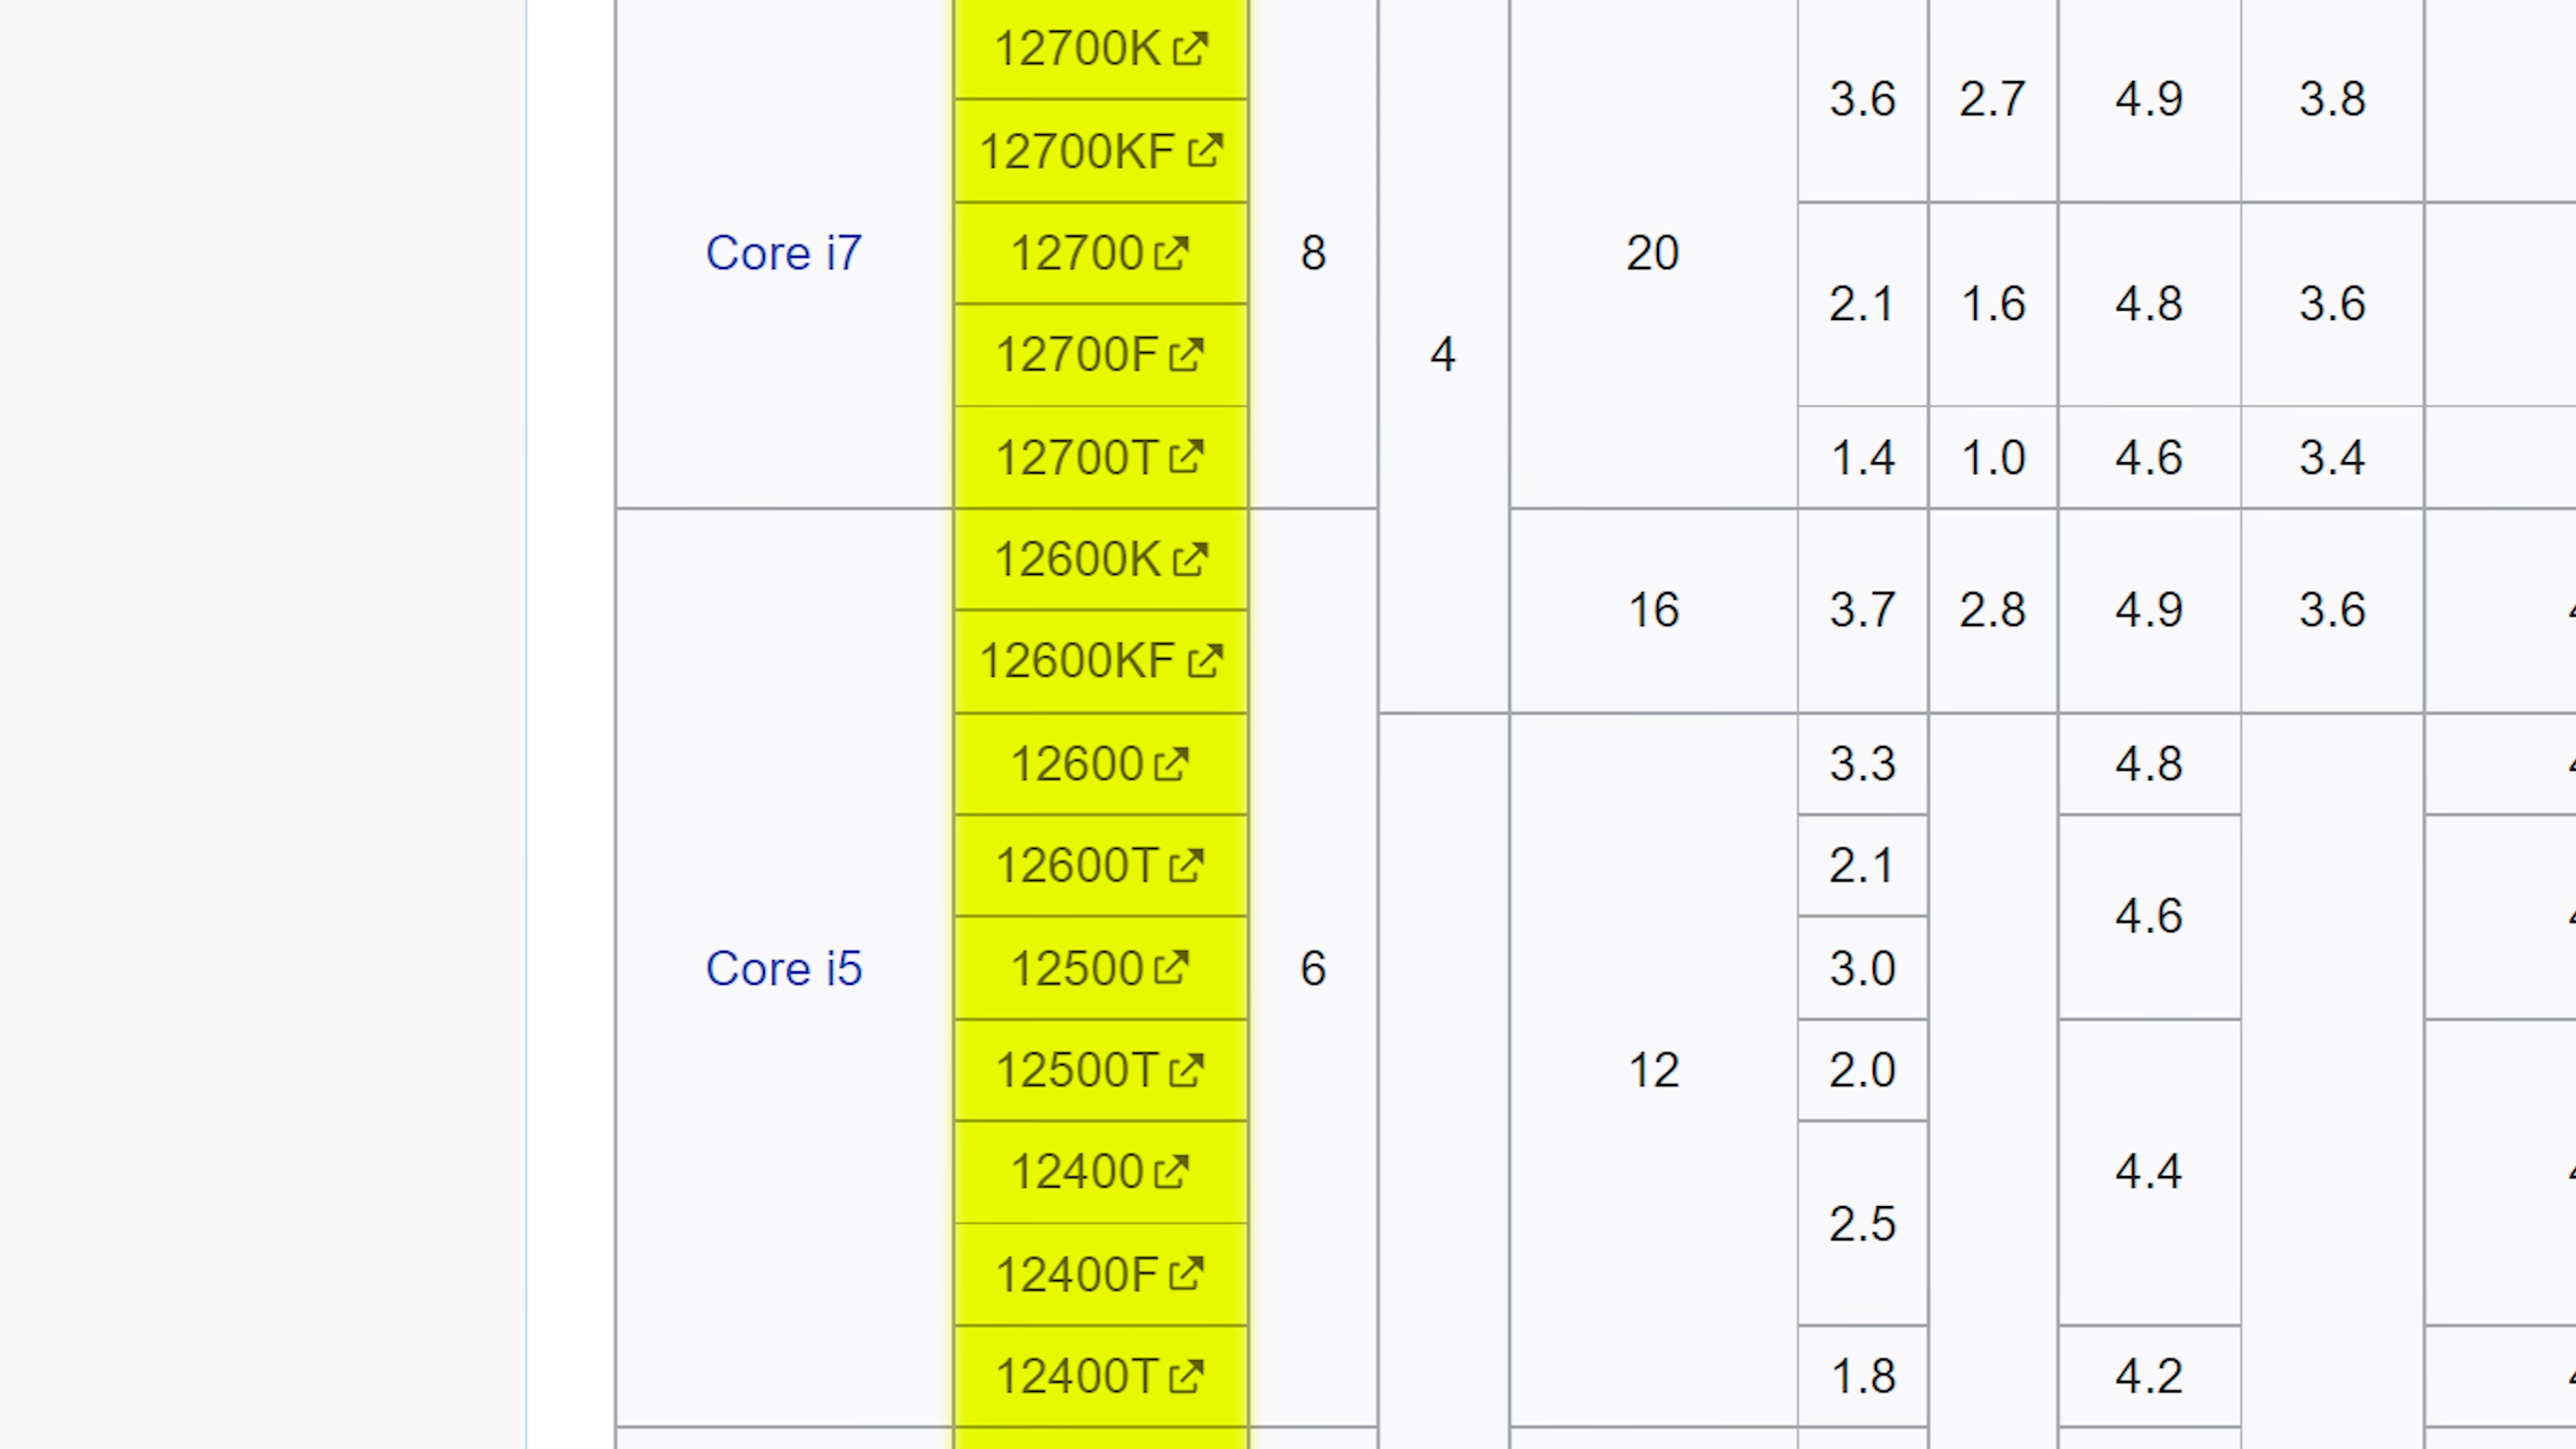 12700K
3.6 2.7 4.9 3.8
12700KF
Core i7 12700 8 20
2.1 1.6 4.8 3.6
12700F 4
12700T 1.4 1.0 4.6 3.4
12600K
16 3.7 2.8 4.9 3.6
12600KF
12600 3.3 4.8
12600T 2.1
4.6
Core i5 12500 6 3.0
12500T 12 2.0
12400 4.4
2.5
12400F
12400T 1.8 4.2